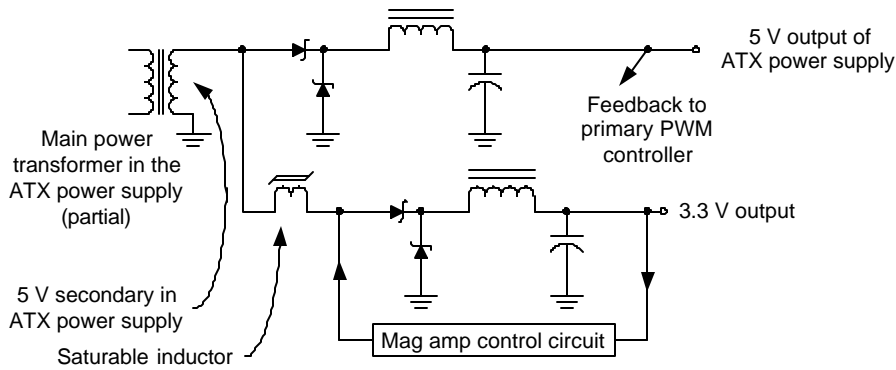 5 V output of
ATX power supply
Feedback to
primary PWM
controller
Main power
transformer in the
ATX power supply
(partial)
3.3 V output
5 V secondary in
ATX power supply
Mag amp control circuit
Saturable inductor